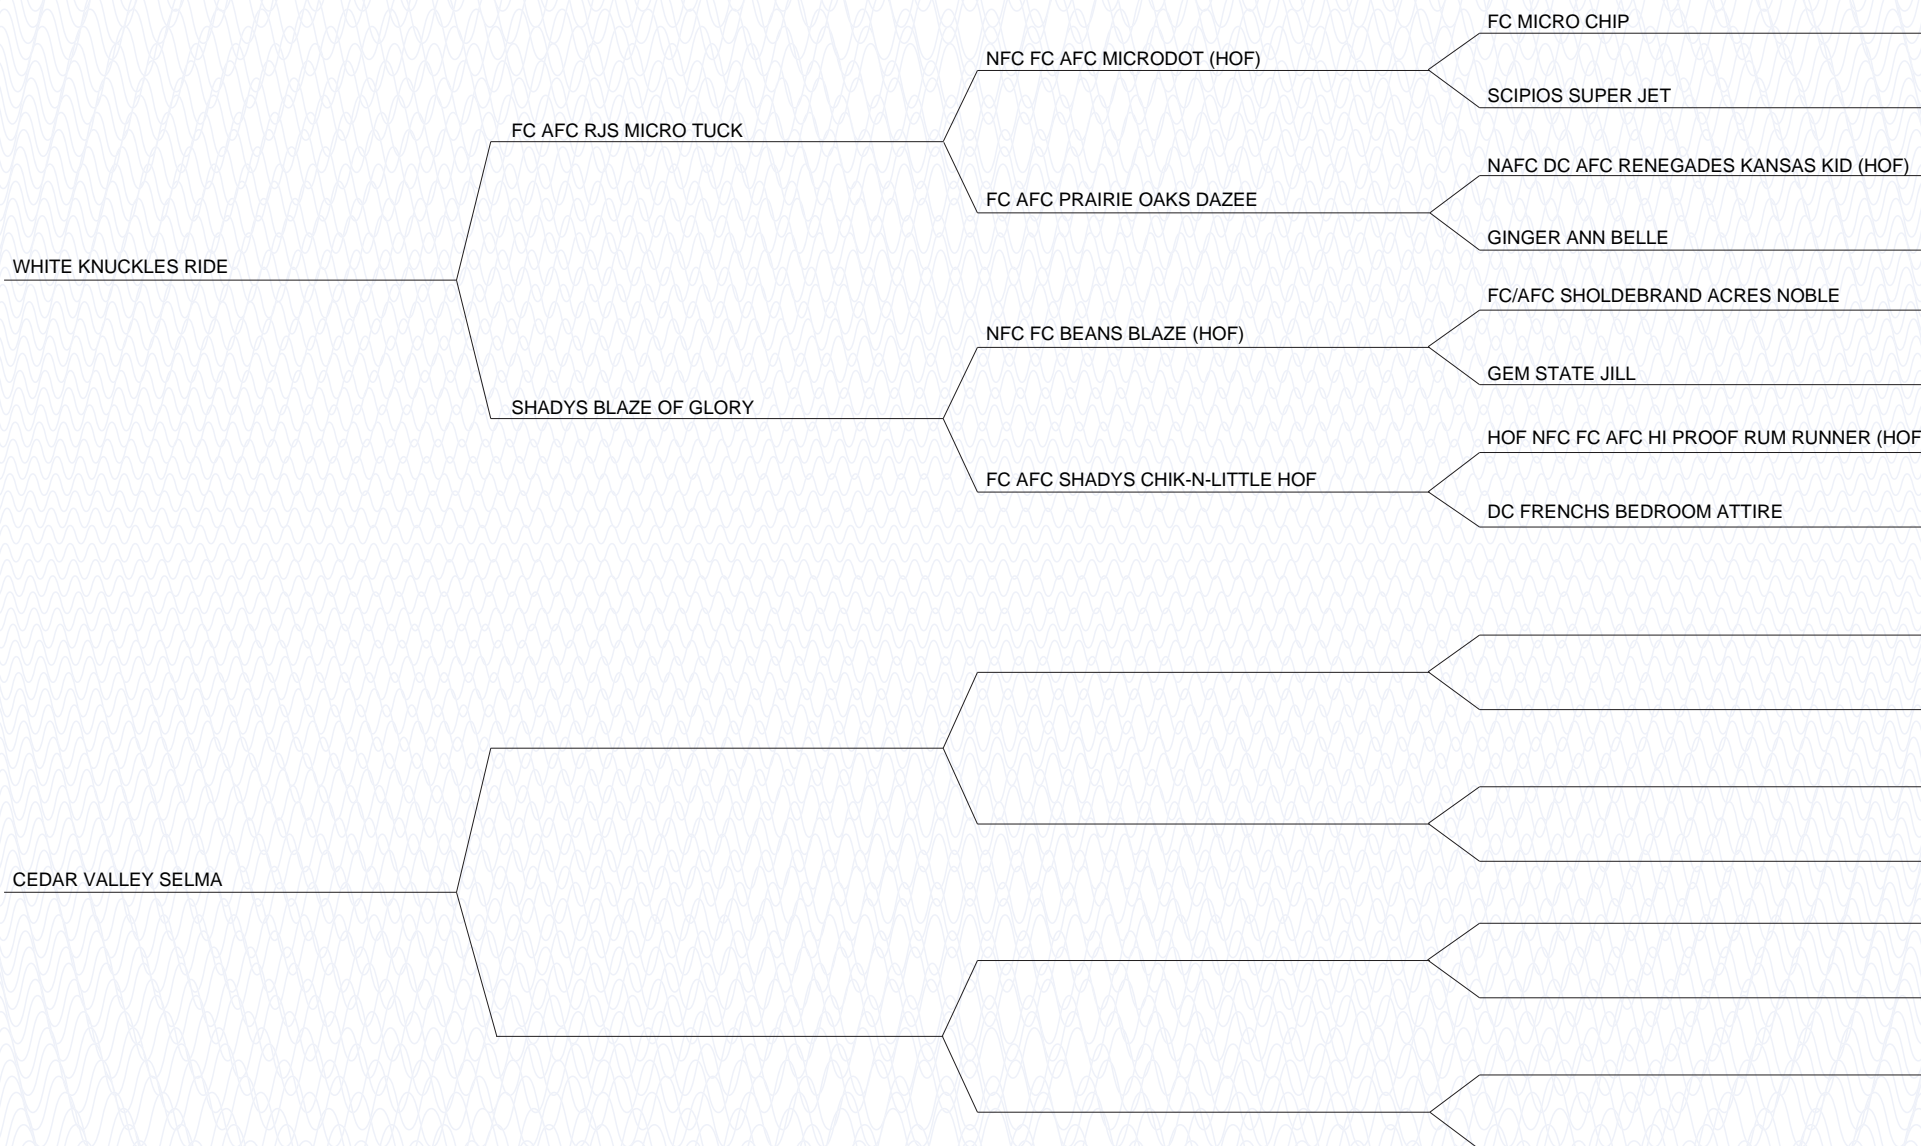 FC MICRO CHIP
NFC FC AFC MICRODOT (HOF)
SCIPIOS SUPER JET
FC AFC RJS MICRO TUCK
NAFC DC AFC RENEGADES KANSAS KID (HOF)
FC AFC PRAIRIE OAKS DAZEE
GINGER ANN BELLE
WHITE KNUCKLES RIDE
FC/AFC SHOLDEBRAND ACRES NOBLE
NFC FC BEANS BLAZE (HOF)
GEM STATE JILL
SHADYS BLAZE OF GLORY
HOF NFC FC AFC HI PROOF RUM RUNNER (HOF
FC AFC SHADYS CHIK-N-LITTLE HOF
DC FRENCHS BEDROOM ATTIRE
CEDAR VALLEY SELMA